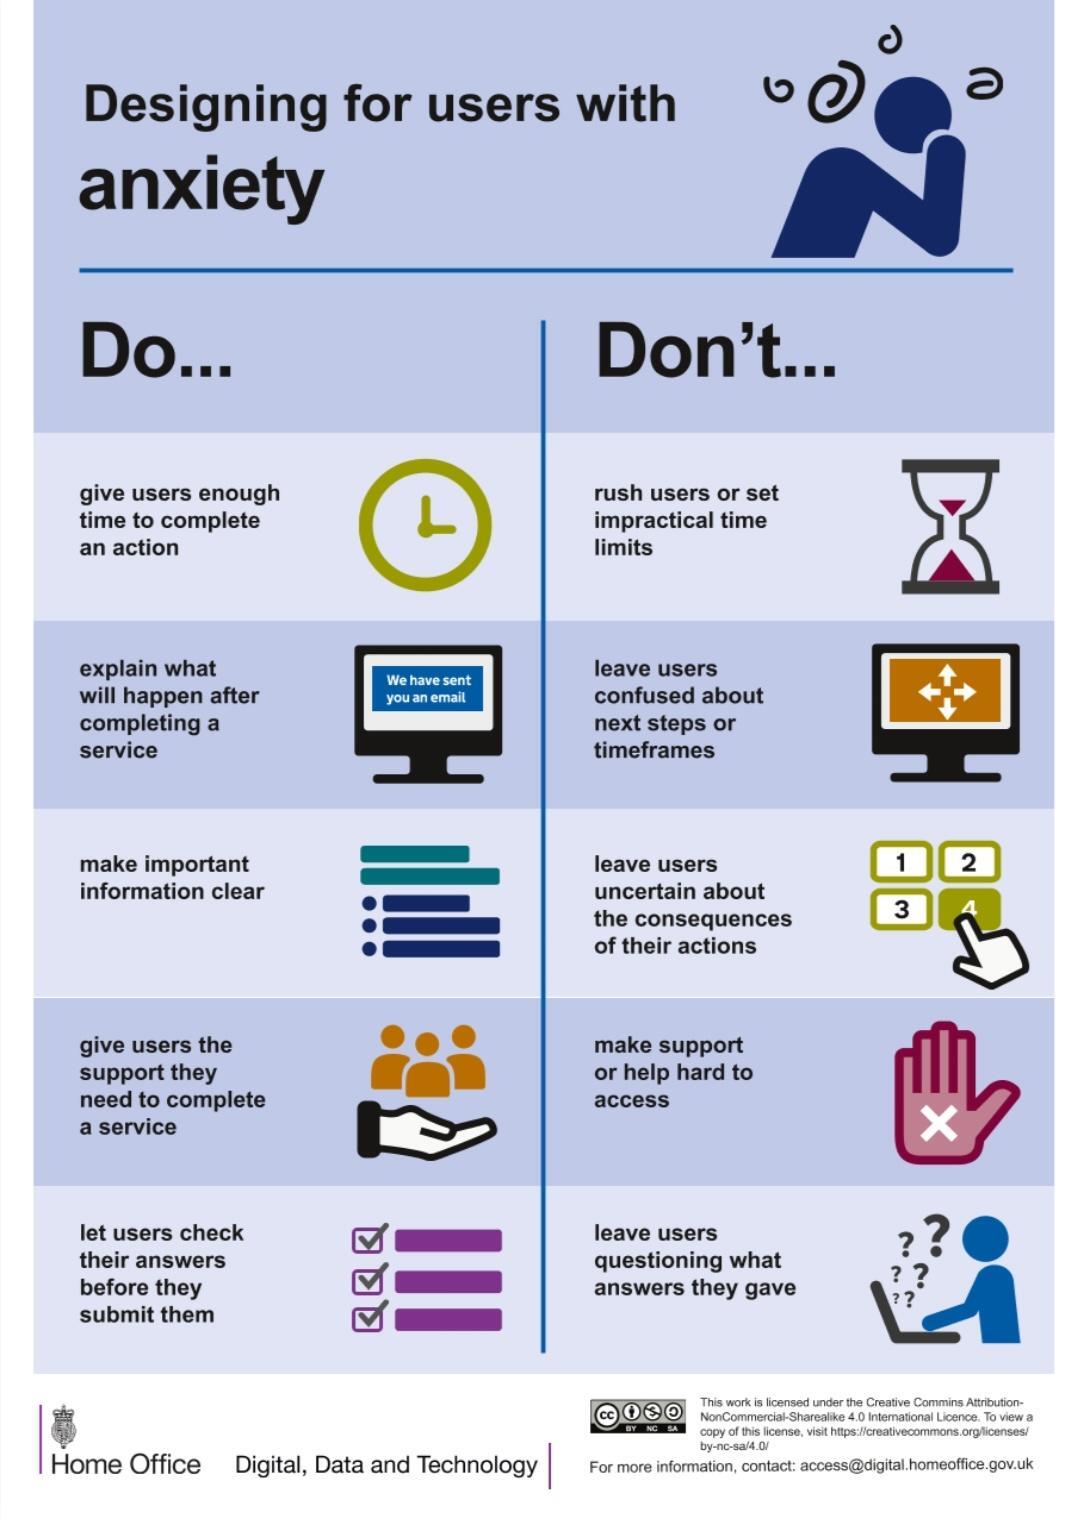 Designing for users with
anxiety
Do...
Don't...
give users enough
time to complete
an action
rush users or set
impractical time
limits
explain what
will happen after
completing a
service
We have sent
you an email
leave users
confused about
next steps or
timeframes
make important
information clear
leave users
uncertain about
the consequences
of their actions
1 2
3 4
give users the
support they
need to complete
a service
make support
or help hard to
access
let users check
their answers
before they
submit them
leave users
questioning what
answers they gave
? ?
? ?
? ?
Home Office
Digital, Data and Technology
cc
BY NC SA
This work is licensed under the Creative Commins Attribution-
NonCommercial-Sharealike 4.0 International Licence. To view a
copy of this license, visit https://creativecommons.org/licenses/
by-nc-sa/4.0/
For more information, contact: access@digital.homeoffice.gov.uk